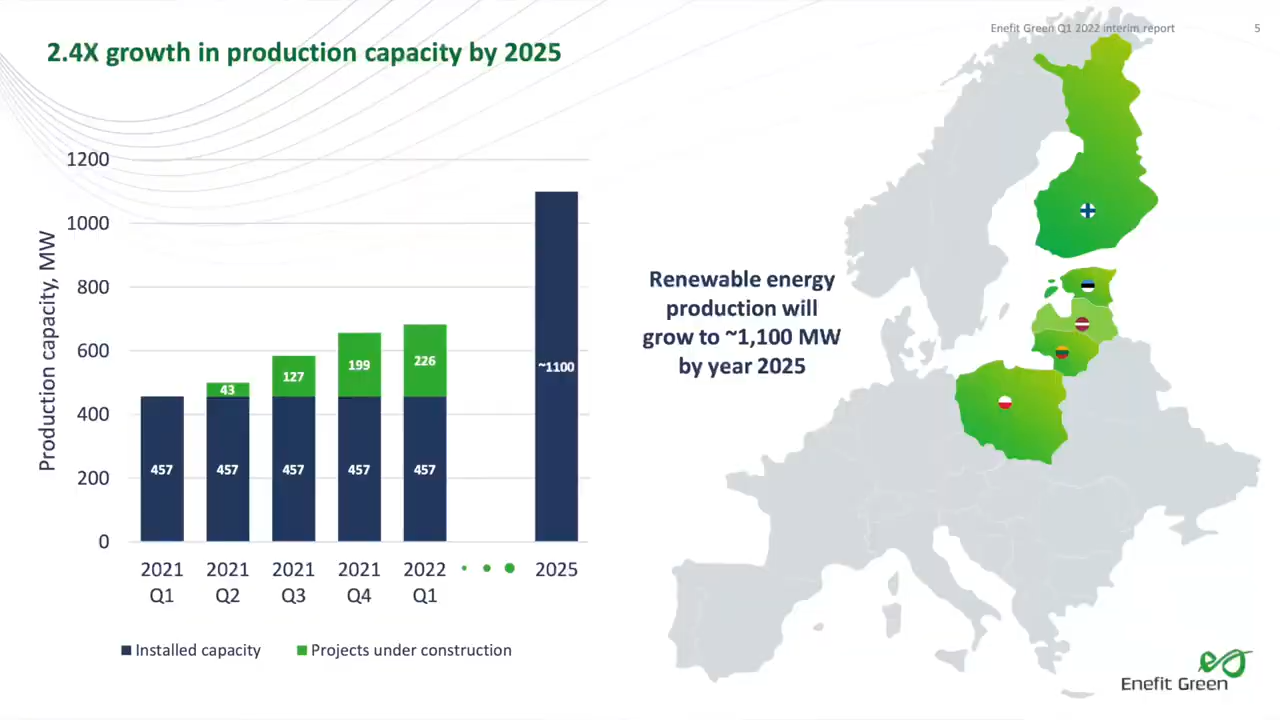 Enefit Green Q1 2022 interim report
5
2.4X growth in production capacity by 2025
Production capacity, MW
1200
1000
800
600
400
200
0
457
43
457
127
457
199
457
226
457
~1100
2021
Q1
2021
Q2
2021
Q3
2021
Q4
2022
Q1
2025
Installed capacity
Projects under construction
Renewable energy
production will
grow to ~1,100 MW
by year 2025
Enefit Green